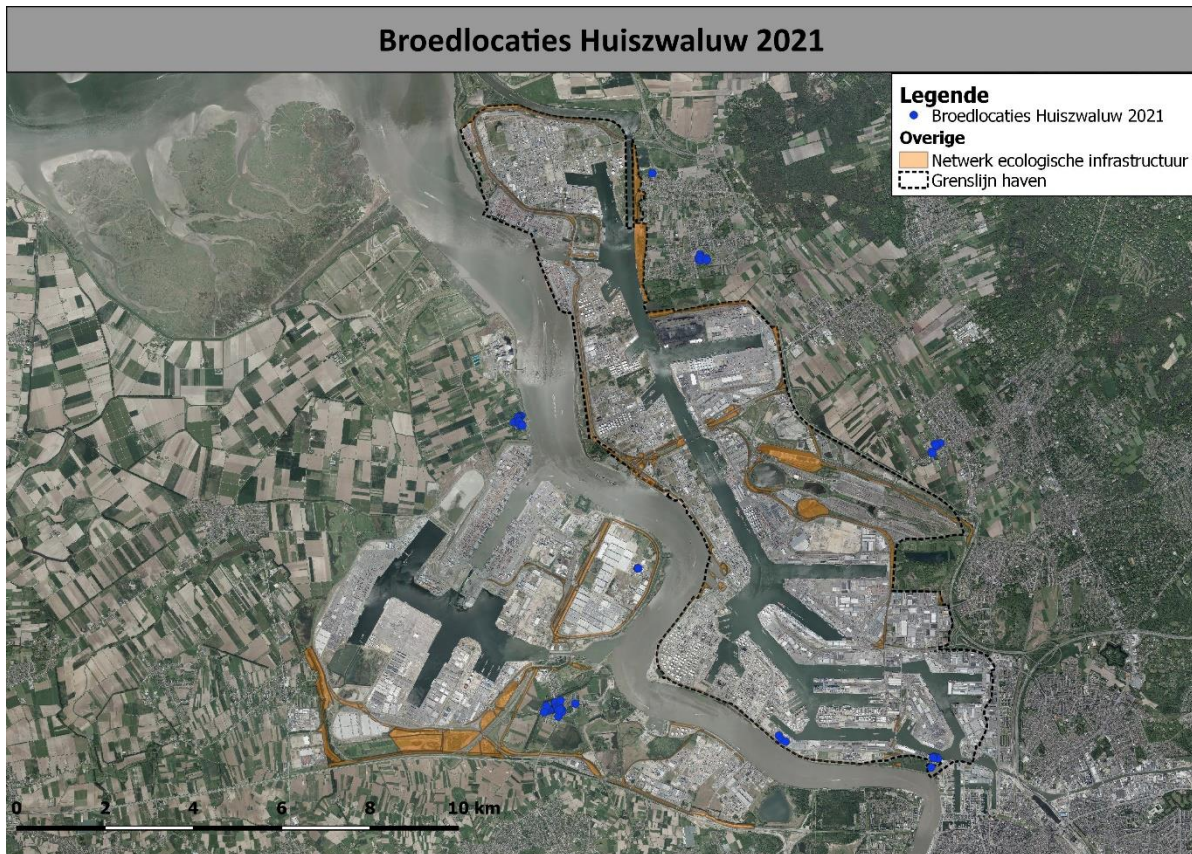 Broedlocaties Huiszwaluw 2021
Legende
Broedlocaties Huiszwaluw 2021
Overige
Netwerk ecologische infrastructuur
Grenslijn haven
0 2 4 6 8 10 km